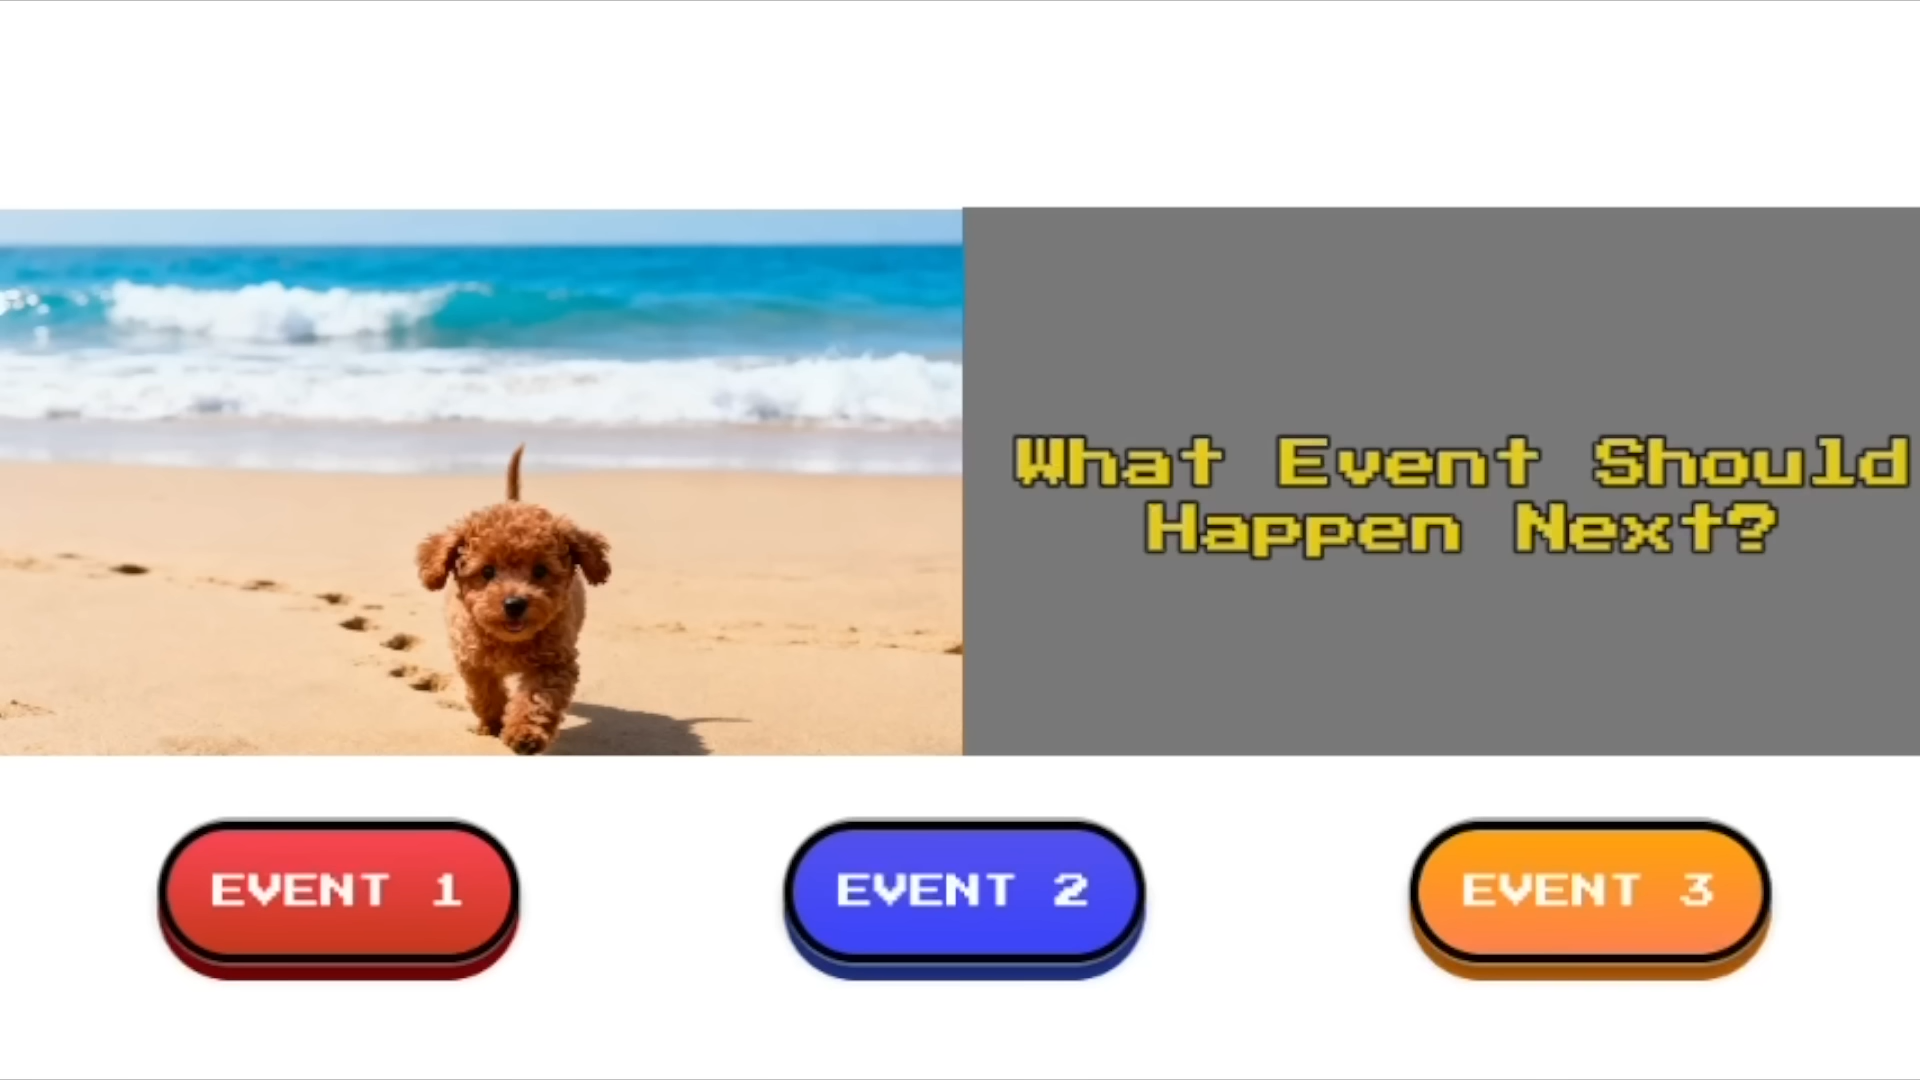 What Event Should
Happen Next?
EVENT 1
EVENT 2
EVENT 3